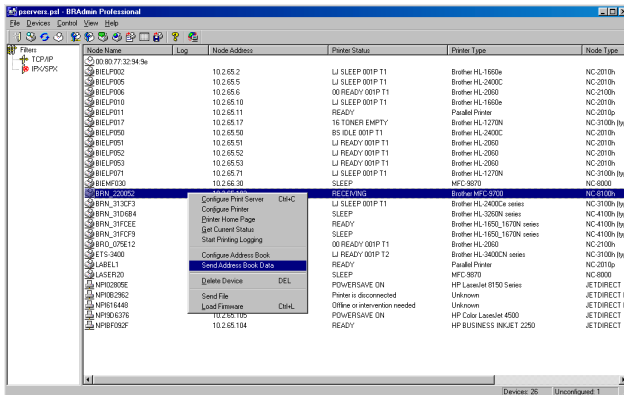 pservers.psl - BRAdmin Professional
File Devices Control View Help
Filters
TCP/IP
IPX/SPX
Node Name Log Node Address Printer Status Printer Type Node Type
00:80:77:32:94:9e
BIELP002 10.2.65.2 LJ SLEEP 001P T1 Brother HL-1660e NC-2010h
BIELP005 10.2.65.5 LJ SLEEP 001P T1 Brother HL-2400C NC-2010h
BIELP006 10.2.65.6 00 READY 001P T1 Brother HL-2060 NC-2100h
BIELP010 10.2.65.10 LJ SLEEP 001P T1 Brother HL-1660e NC-2010h
BIELP011 10.2.65.11 READY Parallel Printer NC-2010p
BIELP017 10.2.65.17 16 TONER EMPTY Brother HL-1270N NC-3100h
BIELP050 10.2.65.50 BS IDLE 001P T1 Brother HL-2400C NC-2010h
BIELP051 10.2.65.51 LJ READY 001P T1 Brother HL-2060 NC-2010h
BIELP052 10.2.65.52 LJ READY 001P T1 Brother HL-2060 NC-2010h
BIELP053 10.2.65.53 LJ READY 001P T1 Brother HL-2060 NC-2010h
BIELP071 10.2.65.71 LJ SLEEP 001P T1 Brother HL-1270N NC-3100h
BIEMF030 10.2.66.30 SLEEP MFC-9870 NC-8000
BRN_220052 RECEIVING Brother MFC-9700 NC-8100h
BRN_313CF3 LJ SLEEP 001P T1 Brother HL-2400Ce series NC-4100h
BRN_31D6B4 SLEEP Brother HL-3260N series NC-4100h
BRN_31FCEE READY Brother HL-1650_1670N series NC-4100h
BRN_31FCF9 SLEEP Brother HL-1650_1670N series NC-4100h
BRO_075E12 00 READY 001P T1 Brother HL-2060 NC-2100h
ETS-3400 LJ READY 001P T2 Brother HL-3400CN series NC-3100h
LABEL1 READY Parallel Printer NC-2010p
LASER20 SLEEP MFC-9870 NC-8000
NPI02805E POWERSAVE ON HP LaserJet 8150 Series JETDIRECT
NPI0B2962 Printer is disconnected Unknown JETDIRECT
NPI616448 Offline or intervention needed Unknown JETDIRECT
NPI9D6376 10.2.65.105 POWERSAVE ON HP Color LaserJet 4500 JETDIRECT
NPIBF092F 10.2.65.104 READY HP BUSINESS INKJET 2250 JETDIRECT
Configure Print Server Ctrl+C
Configure Printer
Printer Home Page
Get Current Status
Start Printing Logging
Configure Address Book
Send Address Book Data
Delete Device DEL
Send File
Load Firmware Ctrl+L
Devices: 26 Unconfigured: 1